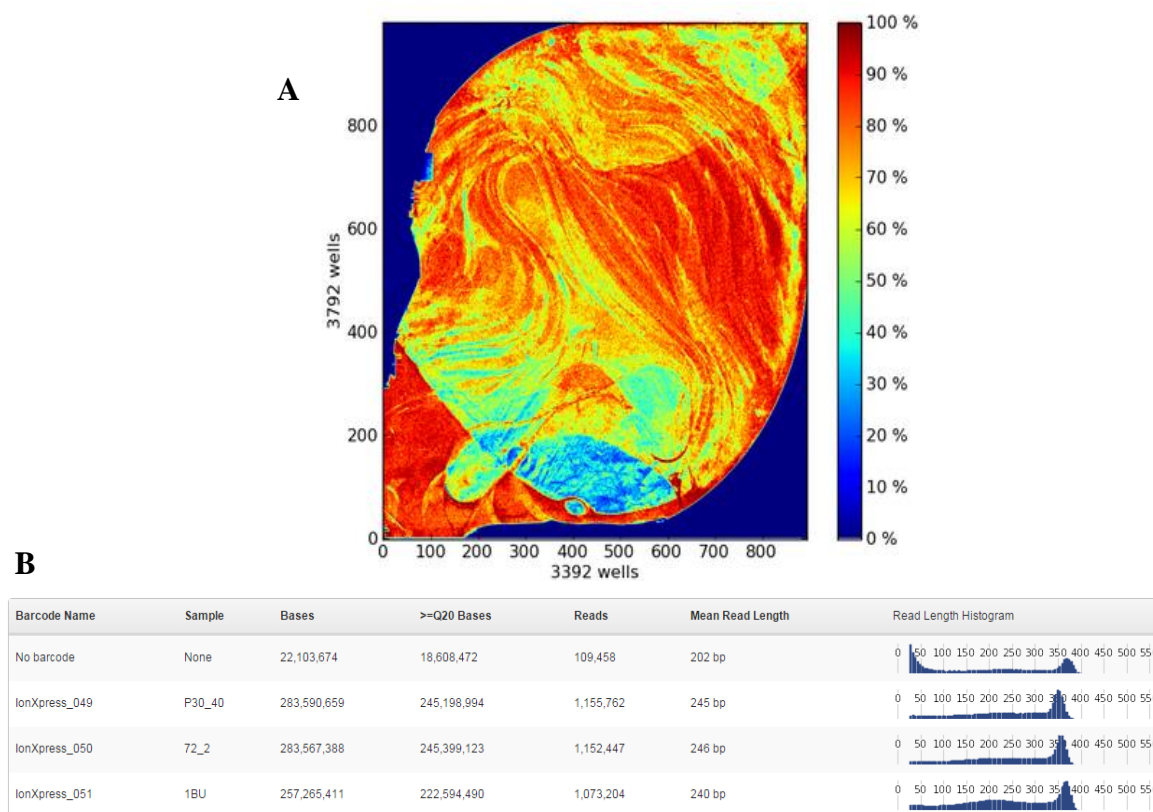 A
100 %
90 %
80 %
70 %
60 %
50 %
40 %
30 %
20 %
10 %
0 %
800
600
400
200
0
3792 wells
0 100 200 300 400 500 600 700 800
3392 wells
B
Barcode Name Sample Bases >=Q20 Bases Reads Mean Read Length Read Length Histogram
No barcode None 22,103,674 18,608,472 109,458 202 bp 0 50 100 150 200 250 300 350 400 450 500 55
IonXpress_049 P30_40 283,590,659 245,198,994 1,155,762 245 bp 0 50 100 150 200 250 300 350 400 450 500 55
IonXpress_050 72_2 283,567,388 245,399,123 1,152,447 246 bp 0 50 100 150 200 250 300 350 400 450 500 55
IonXpress_051 1BU 257,265,411 222,594,490 1,073,204 240 bp 0 50 100 150 200 250 300 350 400 450 500 55